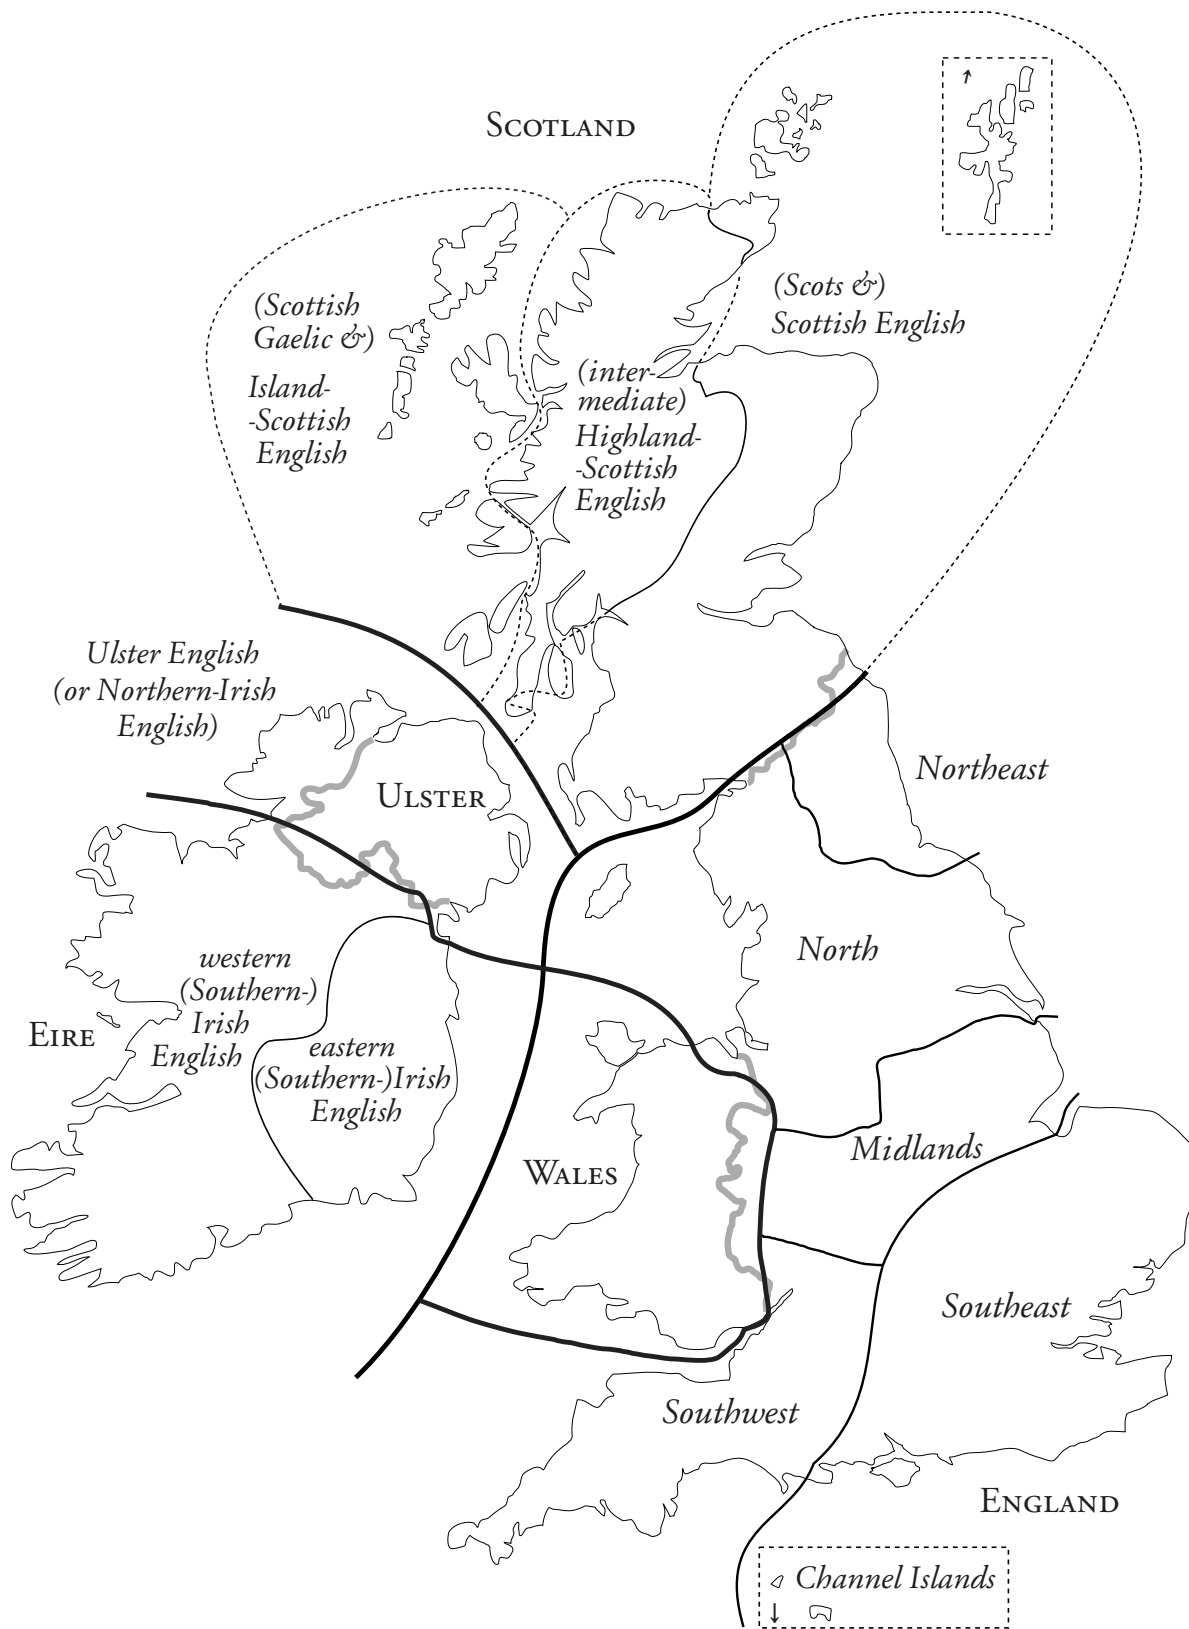 SCOTLAND
(Scots &)
Scottish English
(Scottish
Gaelic &)
Island-
-Scottish
English
(inter-
mediate)
Highland-
-Scottish
English
Ulster English
(or Northern-Irish
English)
ULSTER
Northeast
North
western
(Southern-)
Irish
English
EIRE
eastern
(Southern-)Irish
English
WALES
Midlands
Southeast
Southwest
ENGLAND
Channel Islands